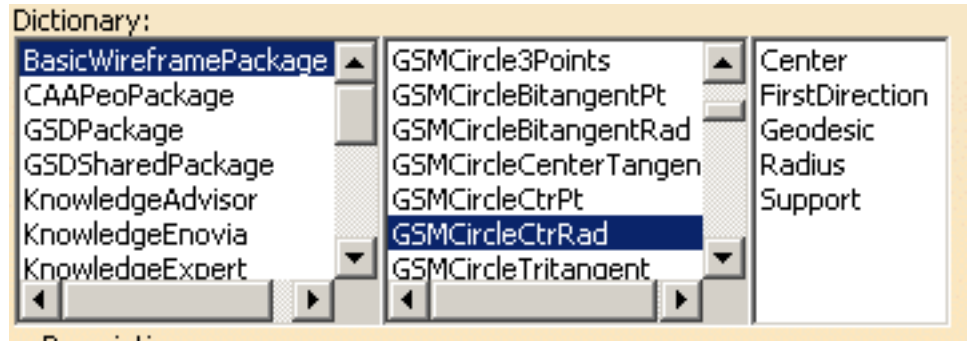 Dictionary:
BasicWireframePackage
CAAPeoPackage
GSDPackage
GSDSharedPackage
KnowledgeAdvisor
KnowledgeEnovia
KnowledgeExpert
GSMCircle3Points
GSMCircleBitangentPt
GSMCircleBitangentRad
GSMCircleCenterTangen
GSMCircleCtrPt
GSMCircleCtrRad
GSMCircleTritangent
Center
FirstDirection
Geodesic
Radius
Support